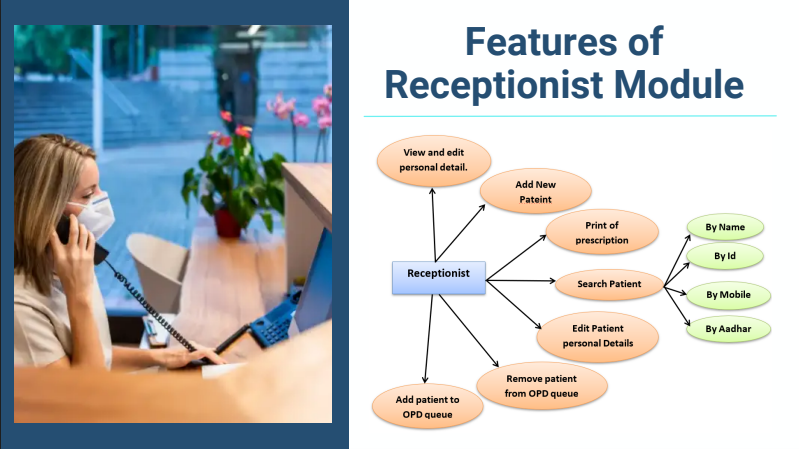 Features of
Receptionist Module
View and edit
personal detail.
Add New
Pateint
Print of
prescription
By Name
By Id
Receptionist
Search Patient
By Mobile
By Aadhar
Edit Patient
personal Details
Remove patient
from OPD queue
Add patient to
OPD queue